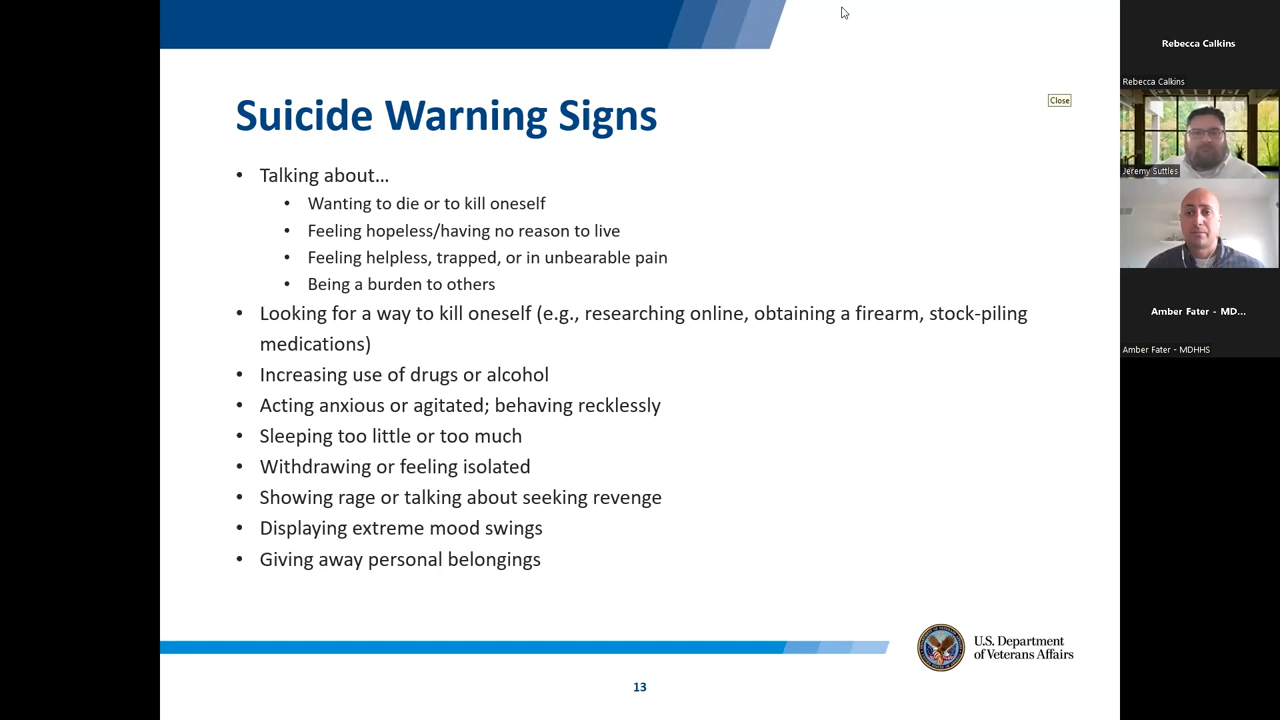 Suicide Warning Signs
Close
• Talking about...
• Wanting to die or to kill oneself
• Feeling hopeless/having no reason to live
• Feeling helpless, trapped, or in unbearable pain
• Being a burden to others
• Looking for a way to kill oneself (e.g., researching online, obtaining a firearm, stock-piling
medications)
• Increasing use of drugs or alcohol
• Acting anxious or agitated; behaving recklessly
• Sleeping too little or too much
• Withdrawing or feeling isolated
• Showing rage or talking about seeking revenge
• Displaying extreme mood swings
• Giving away personal belongings
U.S. Department
of Veterans Affairs
13
Rebecca Calkins
Rebecca Calkins
Jeremy Suttles
Amber Fater - MD...
Amber Fater - MDHHS